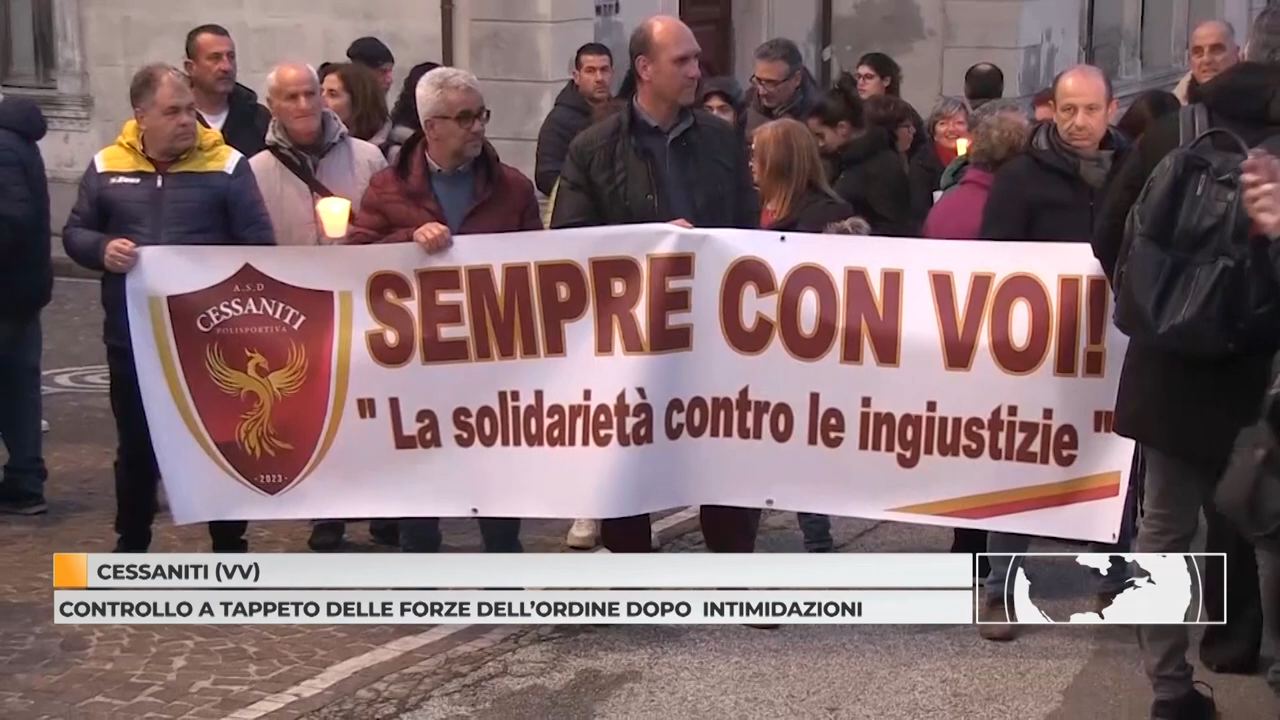 A.S.D
CESSANITI
POLISPORTIVA
- 2023 -
SEMPRE CON VOI!
" La solidarietà contro le ingiustizie "
CESSANITI (VV)
CONTROLLO A TAPPETO DELLE FORZE DELL'ORDINE DOPO INTIMIDAZIONI